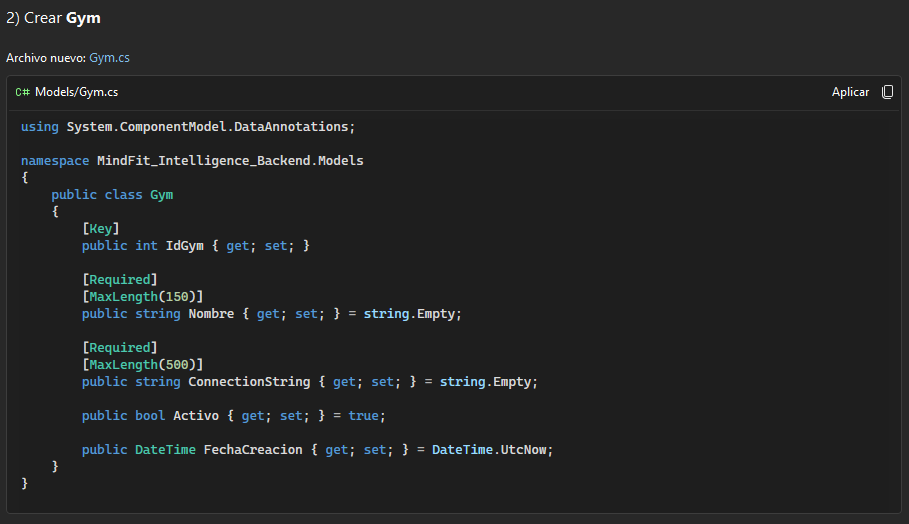 2) Crear Gym
Archivo nuevo: Gym.cs
C# Models/Gym.cs
Aplicar
using System.ComponentModel.DataAnnotations;

namespace MindFit_Intelligence_Backend.Models
{
    public class Gym
    {
        [Key]
        public int IdGym { get; set; }

        [Required]
        [MaxLength(150)]
        public string Nombre { get; set; } = string.Empty;

        [Required]
        [MaxLength(500)]
        public string ConnectionString { get; set; } = string.Empty;

        public bool Activo { get; set; } = true;

        public DateTime FechaCreacion { get; set; } = DateTime.UtcNow;
    }
}